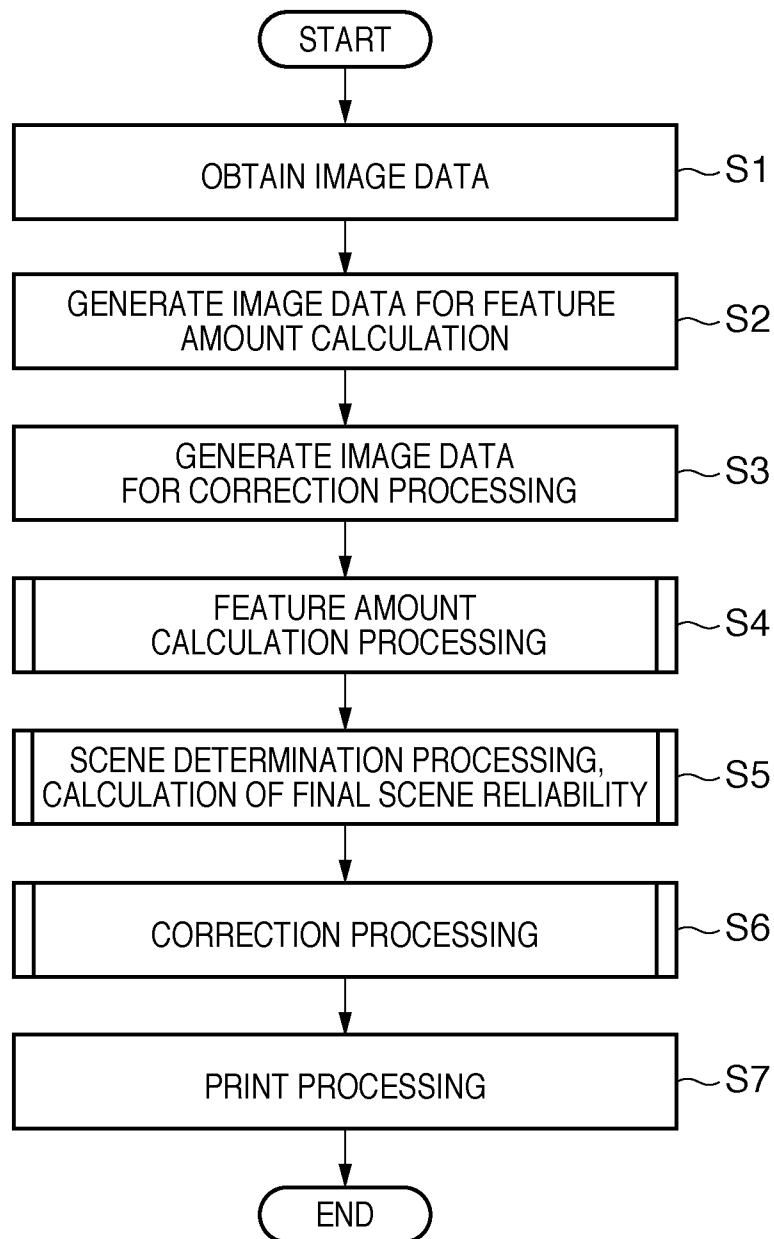 START
OBTAIN IMAGE DATA
S1
GENERATE IMAGE DATA FOR FEATURE
AMOUNT CALCULATION
S2
GENERATE IMAGE DATA
FOR CORRECTION PROCESSING
S3
FEATURE AMOUNT
CALCULATION PROCESSING
S4
SCENE DETERMINATION PROCESSING,
CALCULATION OF FINAL SCENE RELIABILITY
S5
CORRECTION PROCESSING
S6
PRINT PROCESSING
S7
END